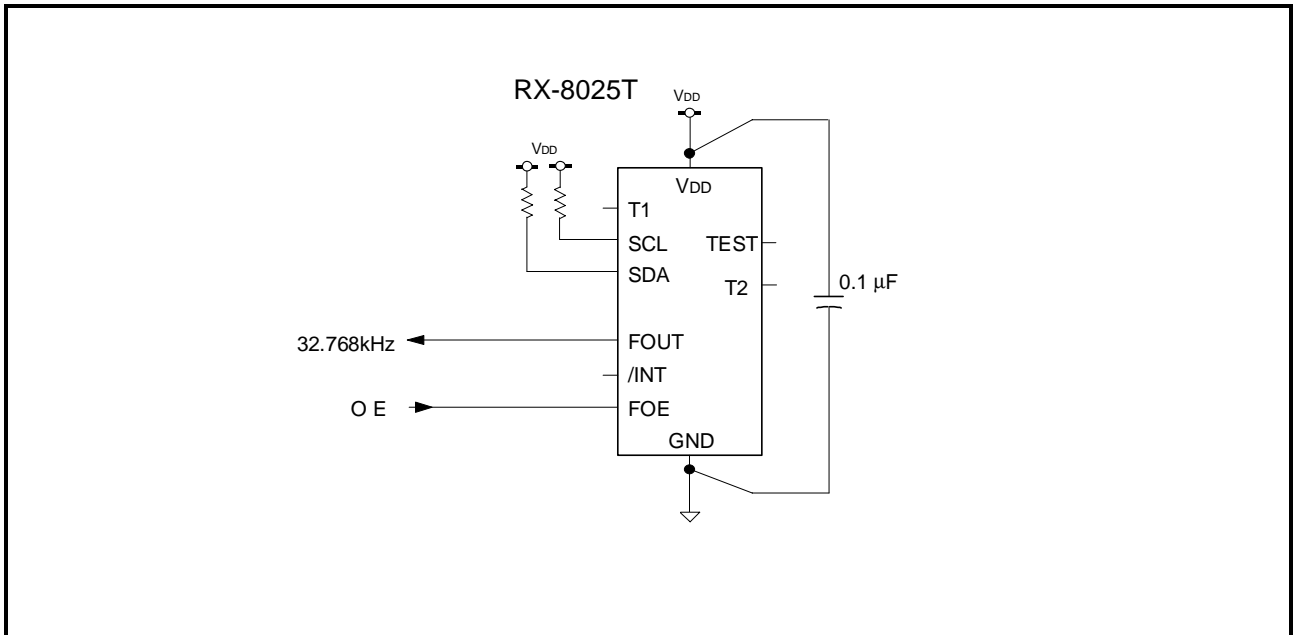 RX-8025T
VDD
VDD
VDD
T1
SCL
TEST
SDA
T2
0.1 μF
FOUT
32.768kHz
/INT
O E
FOE
GND